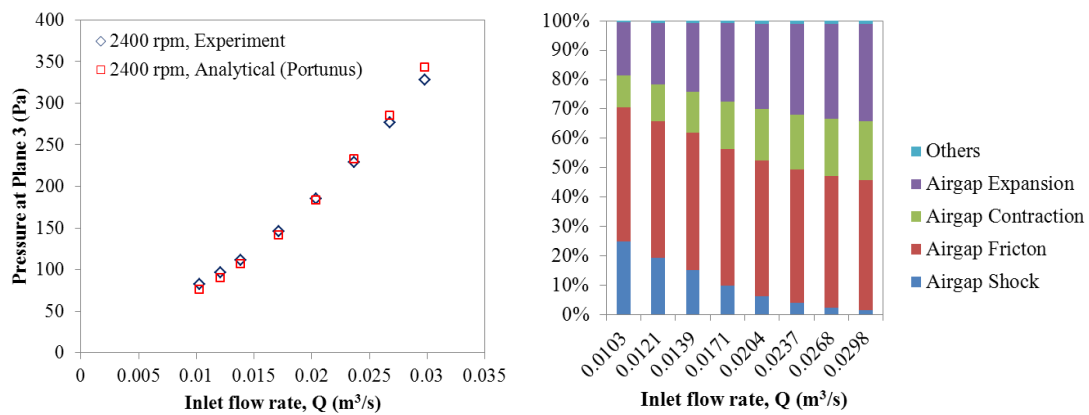 400
350
300
250
200
150
100
50
0
Pressure at Plane 3 (Pa)
2400 rpm, Experiment
2400 rpm, Analytical (Portunus)
0 0.005 0.01 0.015 0.02 0.025 0.03 0.035
Inlet flow rate, Q (m³/s)
100%
90%
80%
70%
60%
50%
40%
30%
20%
10%
0%
0.0103 0.0121 0.0139 0.0171 0.0204 0.0237 0.0268 0.0298
Inlet flow rate, Q (m³/s)
Others
Airgap Expansion
Airgap Contraction
Airgap Fricton
Airgap Shock